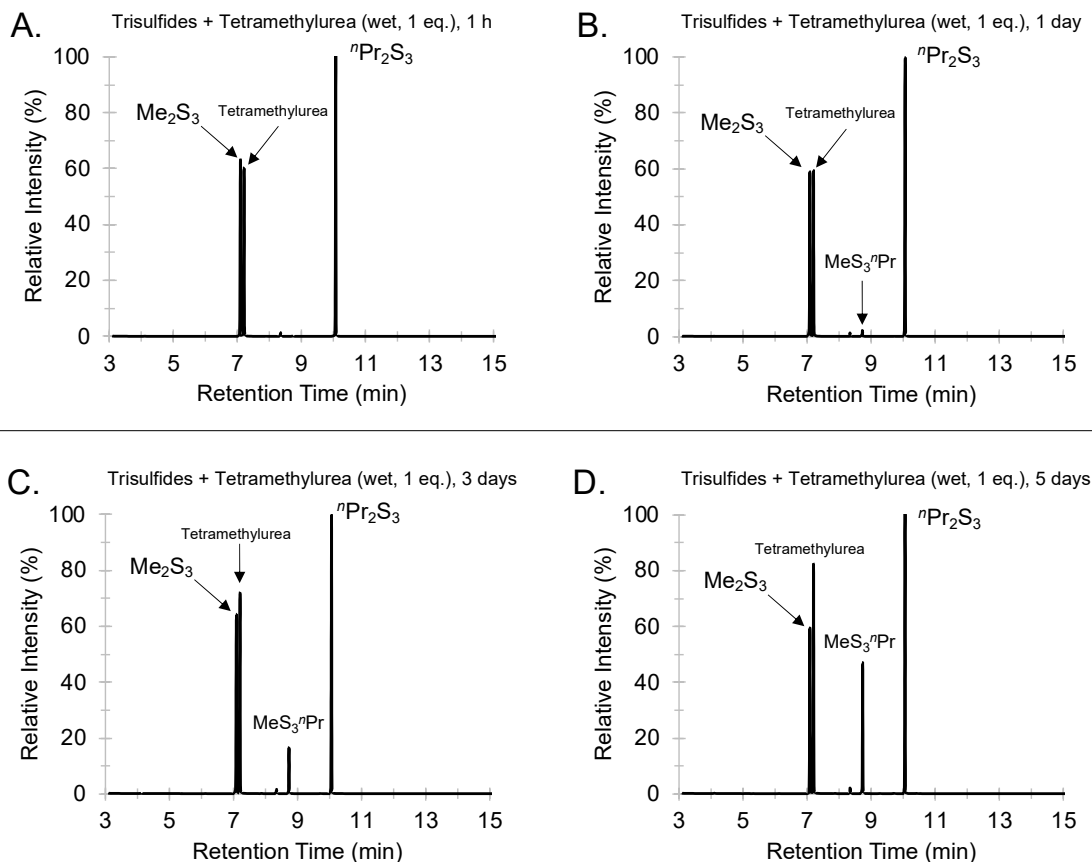 A.
Trisulfides + Tetramethylurea (wet, 1 eq.), 1 h
ⁿPr₂S₃
Me₂S₃
Tetramethylurea
Relative Intensity (%)
100
80
60
40
20
0
3 5 7 9 11 13 15
Retention Time (min)
B.
Trisulfides + Tetramethylurea (wet, 1 eq.), 1 day
ⁿPr₂S₃
Me₂S₃
Tetramethylurea
MeS₃ⁿPr
Relative Intensity (%)
100
80
60
40
20
0
3 5 7 9 11 13 15
Retention Time (min)
C.
Trisulfides + Tetramethylurea (wet, 1 eq.), 3 days
ⁿPr₂S₃
Tetramethylurea
Me₂S₃
MeS₃ⁿPr
Relative Intensity (%)
100
80
60
40
20
0
3 5 7 9 11 13 15
Retention Time (min)
D.
Trisulfides + Tetramethylurea (wet, 1 eq.), 5 days
ⁿPr₂S₃
Tetramethylurea
Me₂S₃
MeS₃ⁿPr
Relative Intensity (%)
100
80
60
40
20
0
3 5 7 9 11 13 15
Retention Time (min)